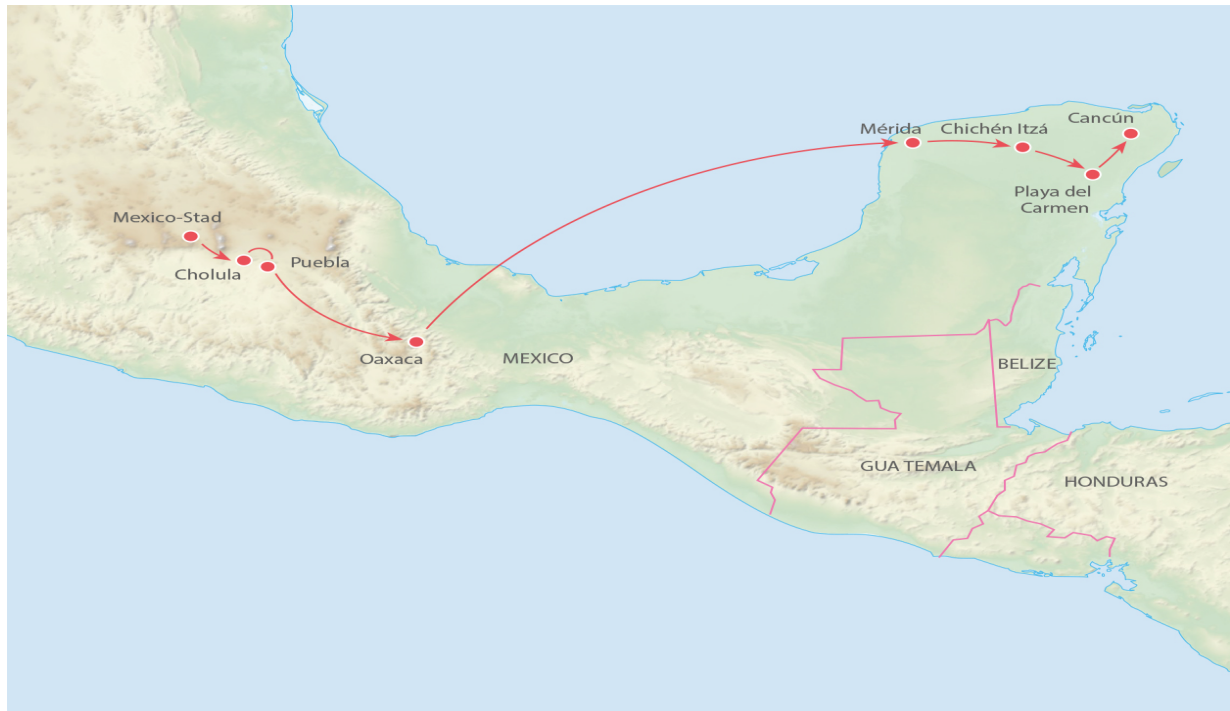 Mérida
Chichén Itzá
Cancún
Playa del
Carmen
Mexico-Stad
Cholula
Puebla
Oaxaca
MEXICO
BELIZE
GUA TEMALA
HONDURAS